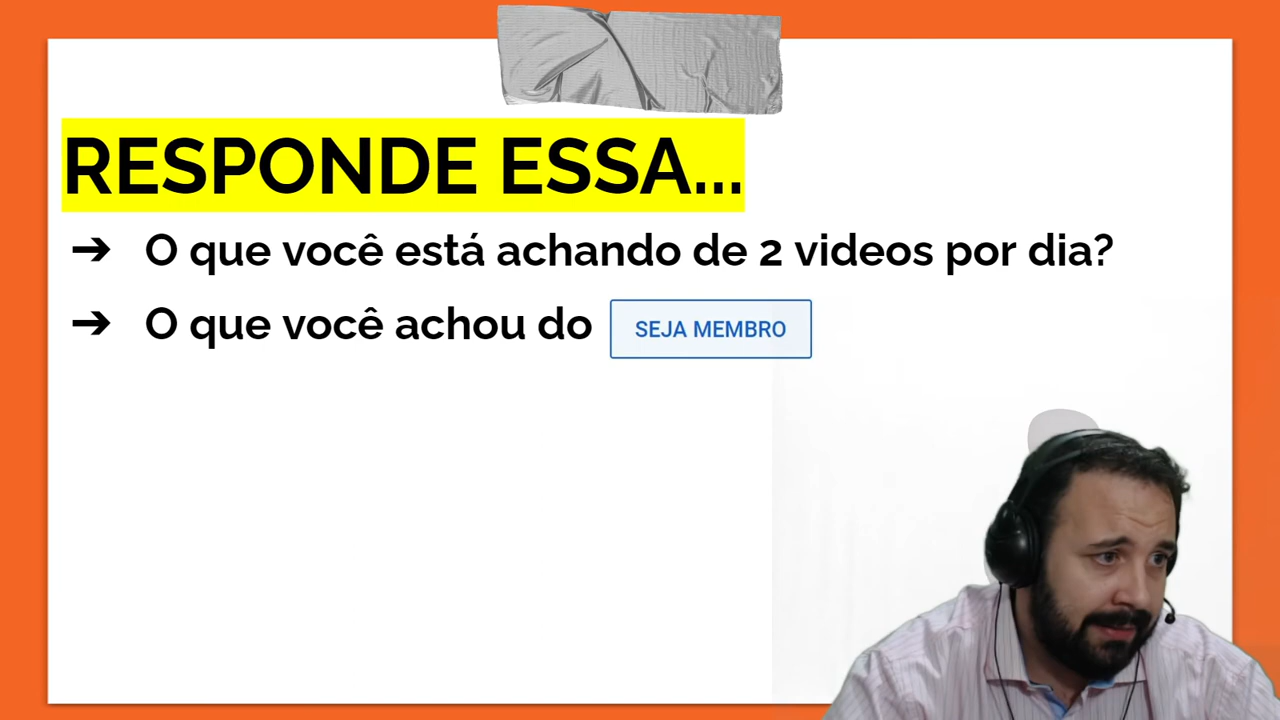 RESPONDE ESSA...
➔ O que você está achando de 2 videos por dia?
➔ O que você achou do SEJA MEMBRO